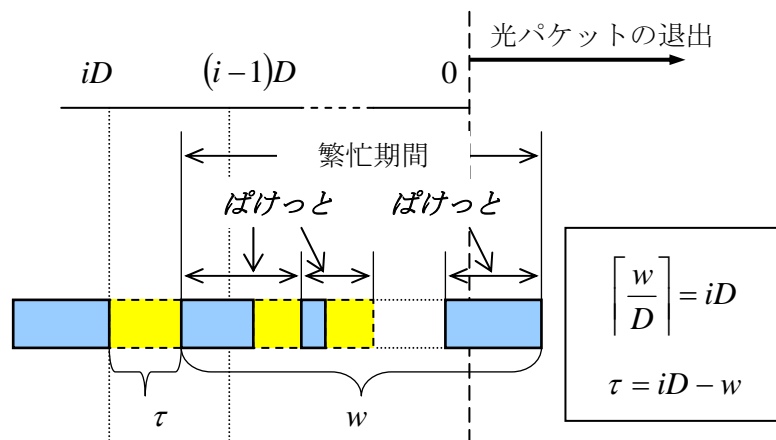 光パケットの退出
iD
(i−1)D
0
繁忙期間
ぱけっと
ぱけっと
⌈w/D⌉ = iD
τ = iD − w
τ
w